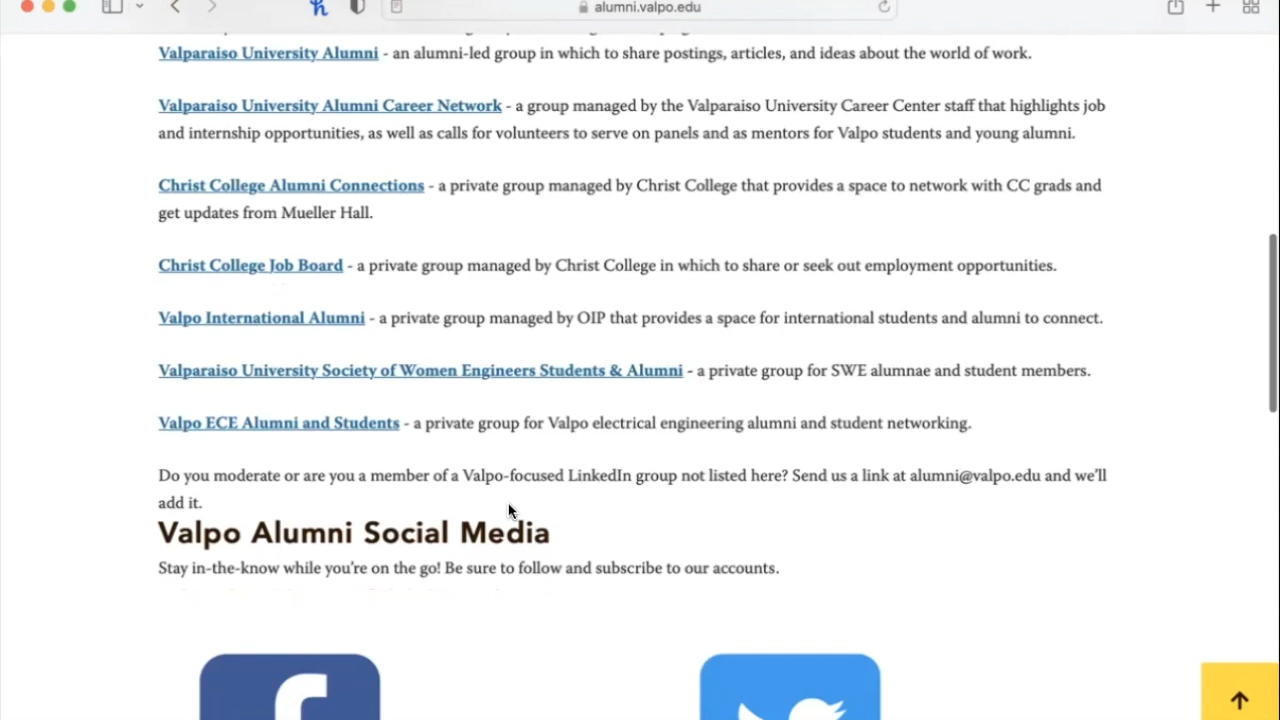 alumni.valpo.edu
Valparaiso University Alumni - an alumni-led group in which to share postings, articles, and ideas about the world of work.
Valparaiso University Alumni Career Network - a group managed by the Valparaiso University Career Center staff that highlights job
and internship opportunities, as well as calls for volunteers to serve on panels and as mentors for Valpo students and young alumni.
Christ College Alumni Connections - a private group managed by Christ College that provides a space to network with CC grads and
get updates from Mueller Hall.
Christ College Job Board - a private group managed by Christ College in which to share or seek out employment opportunities.
Valpo International Alumni - a private group managed by OIP that provides a space for international students and alumni to connect.
Valparaiso University Society of Women Engineers Students & Alumni - a private group for SWE alumnae and student members.
Valpo ECE Alumni and Students - a private group for Valpo electrical engineering alumni and student networking.
Do you moderate or are you a member of a Valpo-focused LinkedIn group not listed here? Send us a link at alumni@valpo.edu and we'll
add it.
Valpo Alumni Social Media
Stay in-the-know while you're on the go! Be sure to follow and subscribe to our accounts.